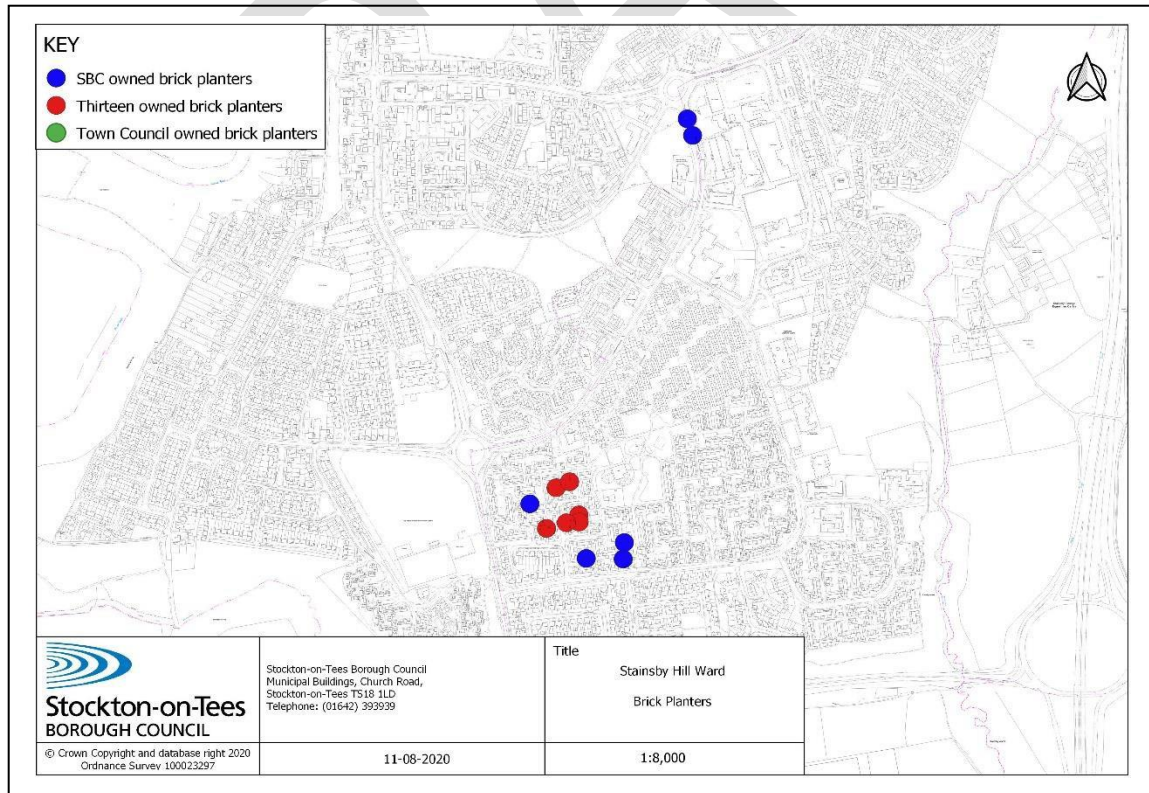 KEY
SBC owned brick planters
Thirteen owned brick planters
Town Council owned brick planters
Stockton-on-Tees
BOROUGH COUNCIL
© Crown Copyright and database right 2020
Ordnance Survey 100023297
Stockton-on-Tees Borough Council
Municipal Buildings, Church Road,
Stockton-on-Tees TS18 1LD
Telephone: (01642) 393939
11-08-2020
Title
Stainsby Hill Ward
Brick Planters
1:8,000